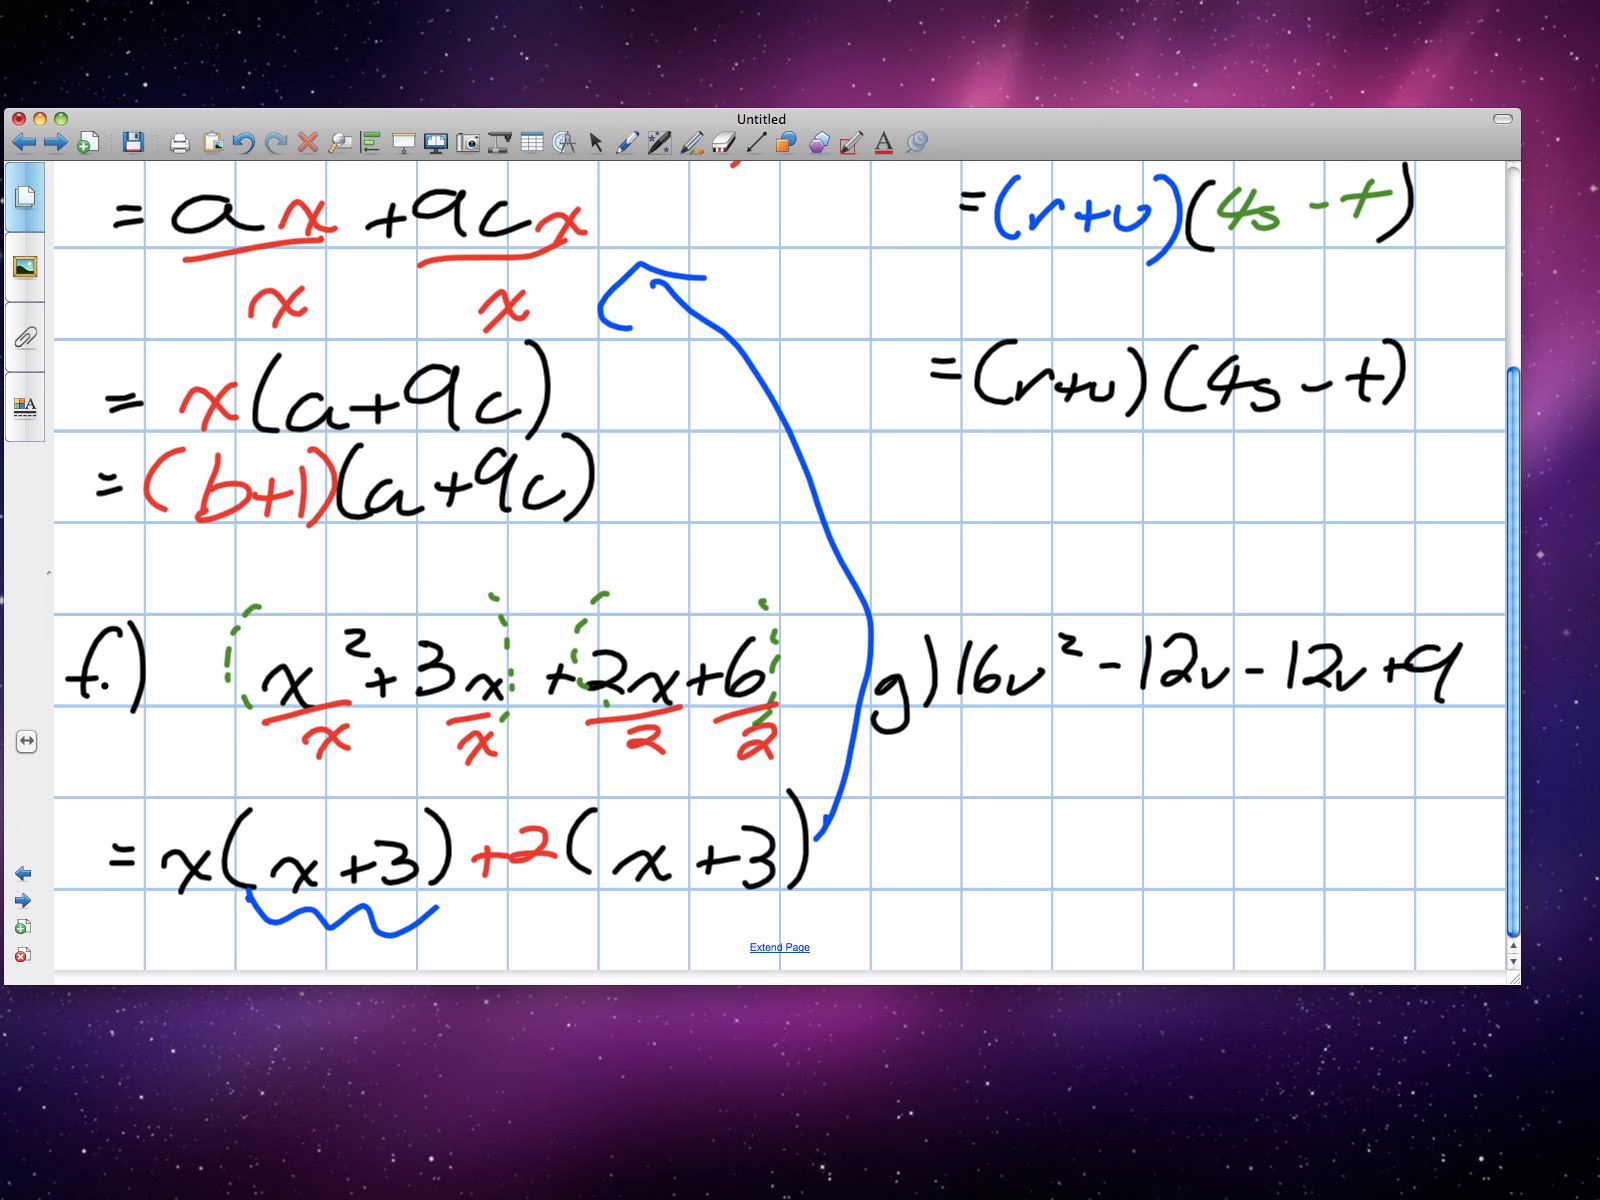 Untitled
= ax + 9cx
x x
= x(a+9c)
= (b+1)(a+9c)
=(r+u)(4s-t)
=(r+u)(4s-t)
f.) (x²+3x)+(2x+6)
x x 2 2
= x(x+3)+2(x+3)
g) 16v²-12v-12v+9
Extend Page